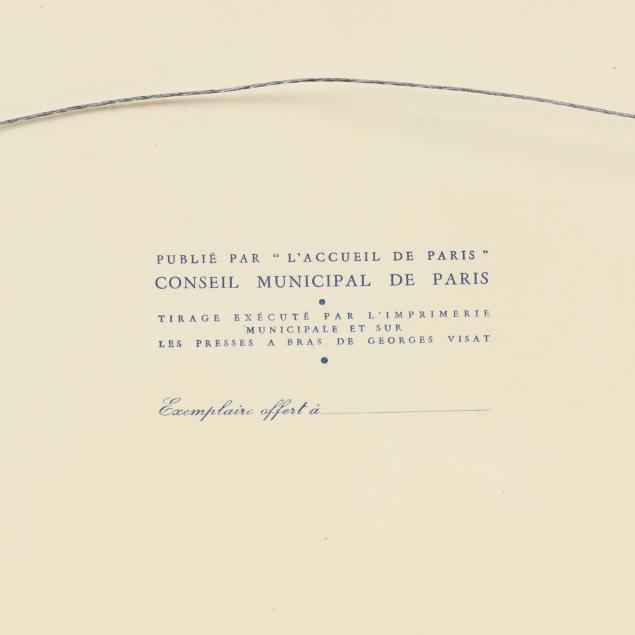 PUBLIÉ PAR “ L'ACCUEIL DE PARIS ”
CONSEIL MUNICIPAL DE PARIS
TIRAGE EXÉCUTÉ PAR L'IMPRIMERIE
MUNICIPALE ET SUR
LES PRESSES A BRAS DE GEORGES VISAT
Exemplaire offert à